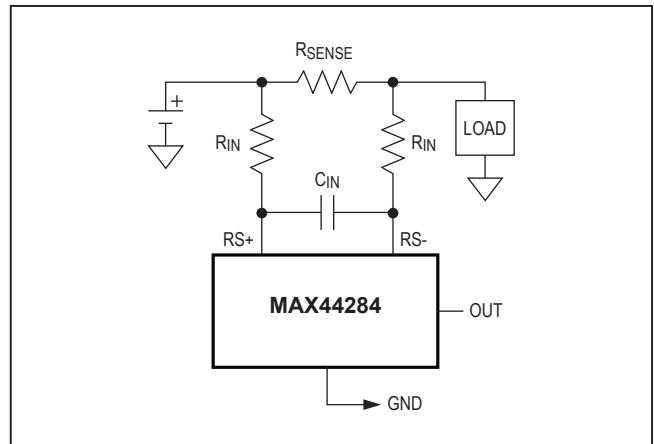 RSENSE
+
RIN
RIN
LOAD
CIN
RS+
RS-
MAX44284
OUT
GND